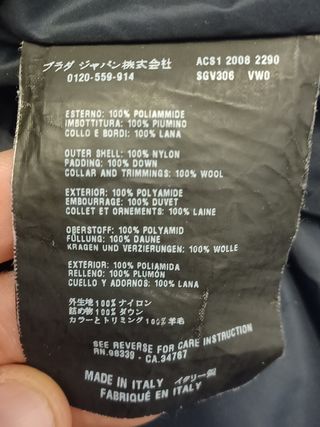 プラダ ジャパン株式会社
0120-559-914
ACS1 2008 2290
SGV306 VW0
ESTERNO: 100% POLIAMMIDE
IMBOTTITURA: 100% PIUMINO
COLLO E BORDI: 100% LANA
OUTER SHELL: 100% NYLON
PADDING: 100% DOWN
COLLAR AND TRIMMINGS: 100% WOOL
EXTERIOR: 100% POLYAMIDE
EMBOURRAGE: 100% DUVET
COLLET ET ORNEMENTS: 100% LAINE
OBERSTOFF: 100% POLYAMID
FÜLLUNG: 100% DAUNE
KRAGEN UND VERZIERUNGEN: 100% WOLLE
EXTERIOR: 100% POLIAMIDA
RELLENO: 100% PLUMÓN
CUELLO Y ADORNOS: 100% LANA
外生地 100% ナイロン
詰め物 100% ダウン
カラーとトリミング 100% 羊毛
SEE REVERSE FOR CARE INSTRUCTION
RN.98339 - CA.34767
MADE IN ITALY イタリー製
FABRIQUÉ EN ITALY